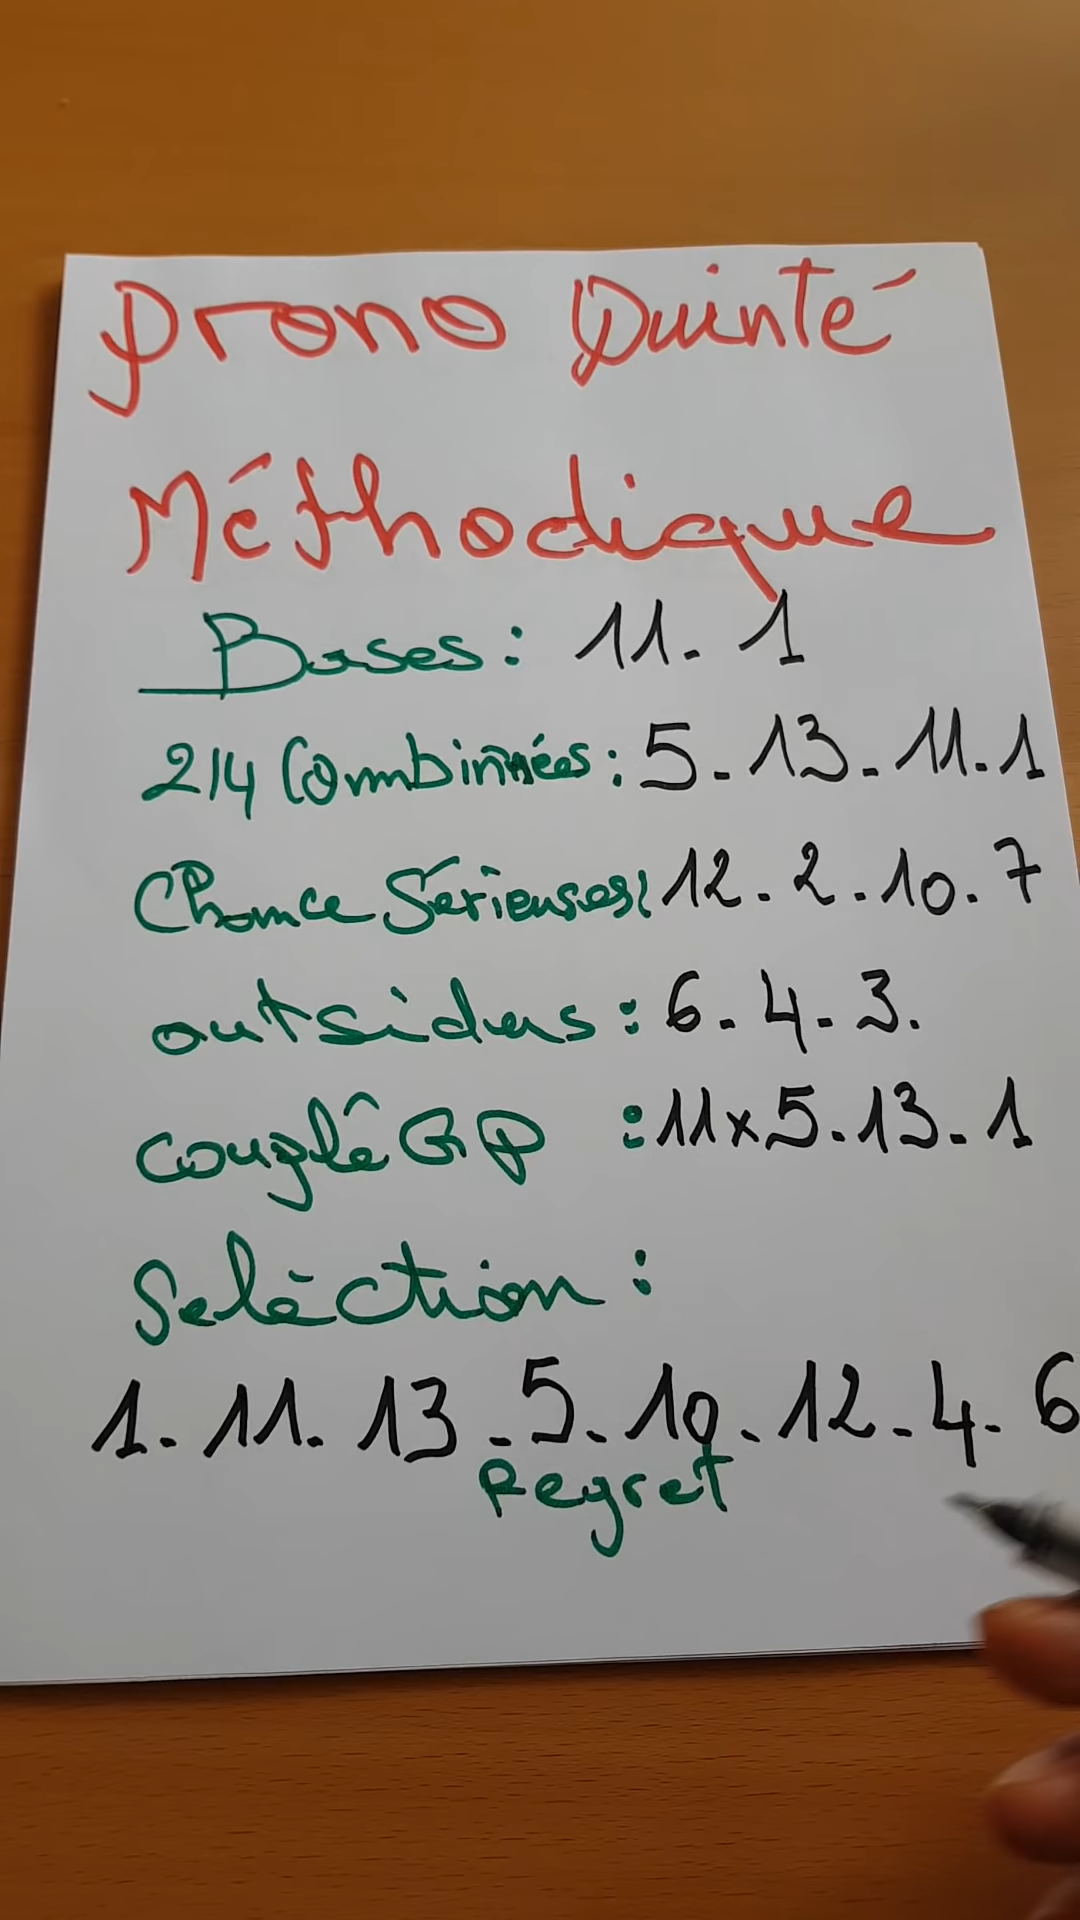 Prono Quinté
Méthodique
Bases : 11. 1
2/4 Combinées : 5. 13. 11. 1
Chance Sérieuses : 12. 2. 10. 7
outsiders : 6. 4. 3.
couplé GP : 11x5. 13. 1
Seléction :
1. 11. 13. 5. 10. 12. 4. 6
Regret